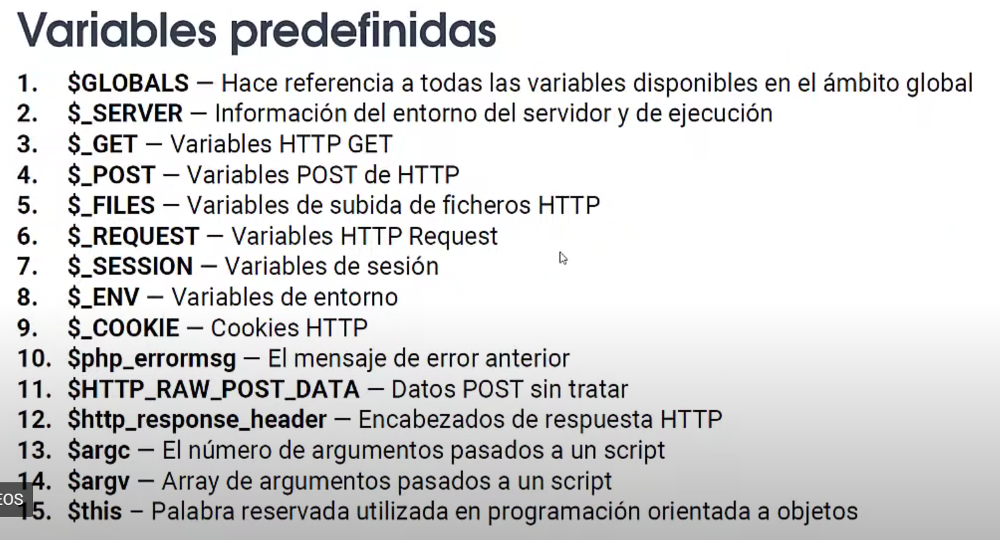 Variables predefinidas
1. $GLOBALS — Hace referencia a todas las variables disponibles en el ámbito global
2. $_SERVER — Información del entorno del servidor y de ejecución
3. $_GET — Variables HTTP GET
4. $_POST — Variables POST de HTTP
5. $_FILES — Variables de subida de ficheros HTTP
6. $_REQUEST — Variables HTTP Request
7. $_SESSION — Variables de sesión
8. $_ENV — Variables de entorno
9. $_COOKIE — Cookies HTTP
10. $php_errormsg — El mensaje de error anterior
11. $HTTP_RAW_POST_DATA — Datos POST sin tratar
12. $http_response_header — Encabezados de respuesta HTTP
13. $argc — El número de argumentos pasados a un script
14. $argv — Array de argumentos pasados a un script
EOS
15. $this – Palabra reservada utilizada en programación orientada a objetos